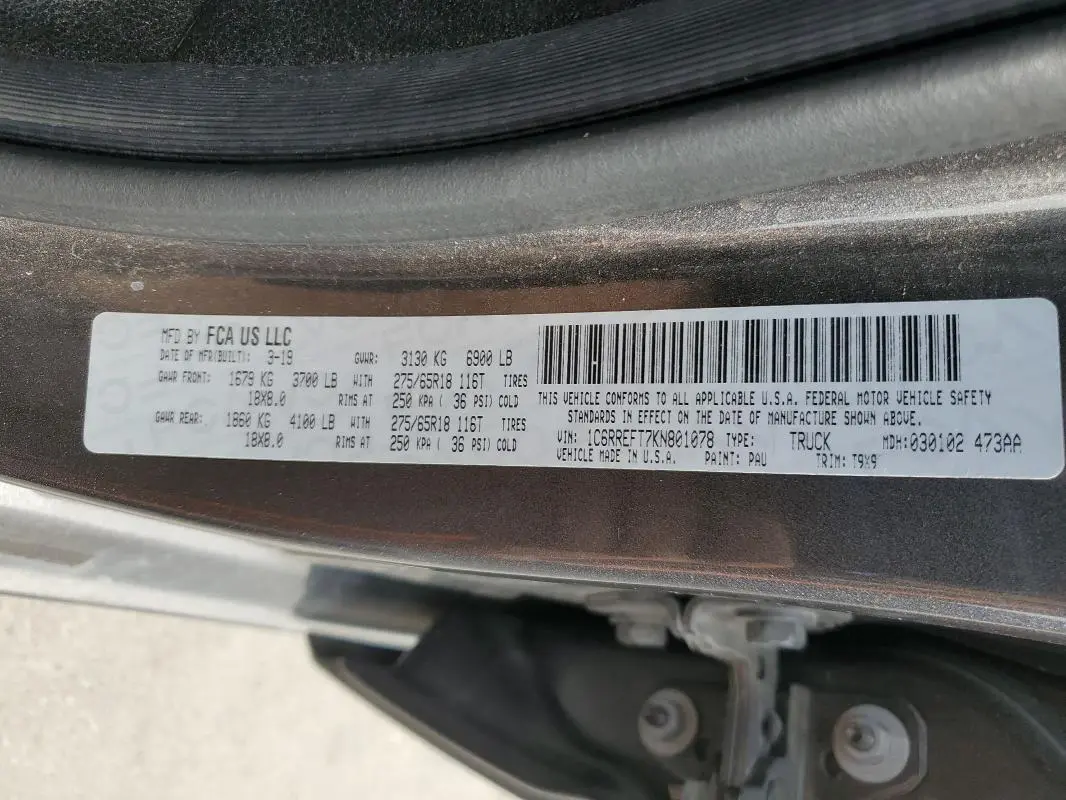 MFD BY FCA US LLC
DATE OF MFR(BUILT): 3-19 GVWR: 3130 KG 6900 LB
GAWR FRONT: 1679 KG 3700 LB WITH 275/65R18 116T TIRES
18X8.0 RIMS AT 250 KPA ( 36 PSI) COLD
GAWR REAR: 1860 KG 4100 LB WITH 275/65R18 116T TIRES
18X8.0 RIMS AT 250 KPA ( 36 PSI) COLD
THIS VEHICLE CONFORMS TO ALL APPLICABLE U.S.A. FEDERAL MOTOR VEHICLE SAFETY
STANDARDS IN EFFECT ON THE DATE OF MANUFACTURE SHOWN ABOVE.
VIN: 1C6RREFT7KN801078 TYPE: TRUCK MDH:030102 473AA
VEHICLE MADE IN U.S.A. PAINT: PAU TRIM: T9X9